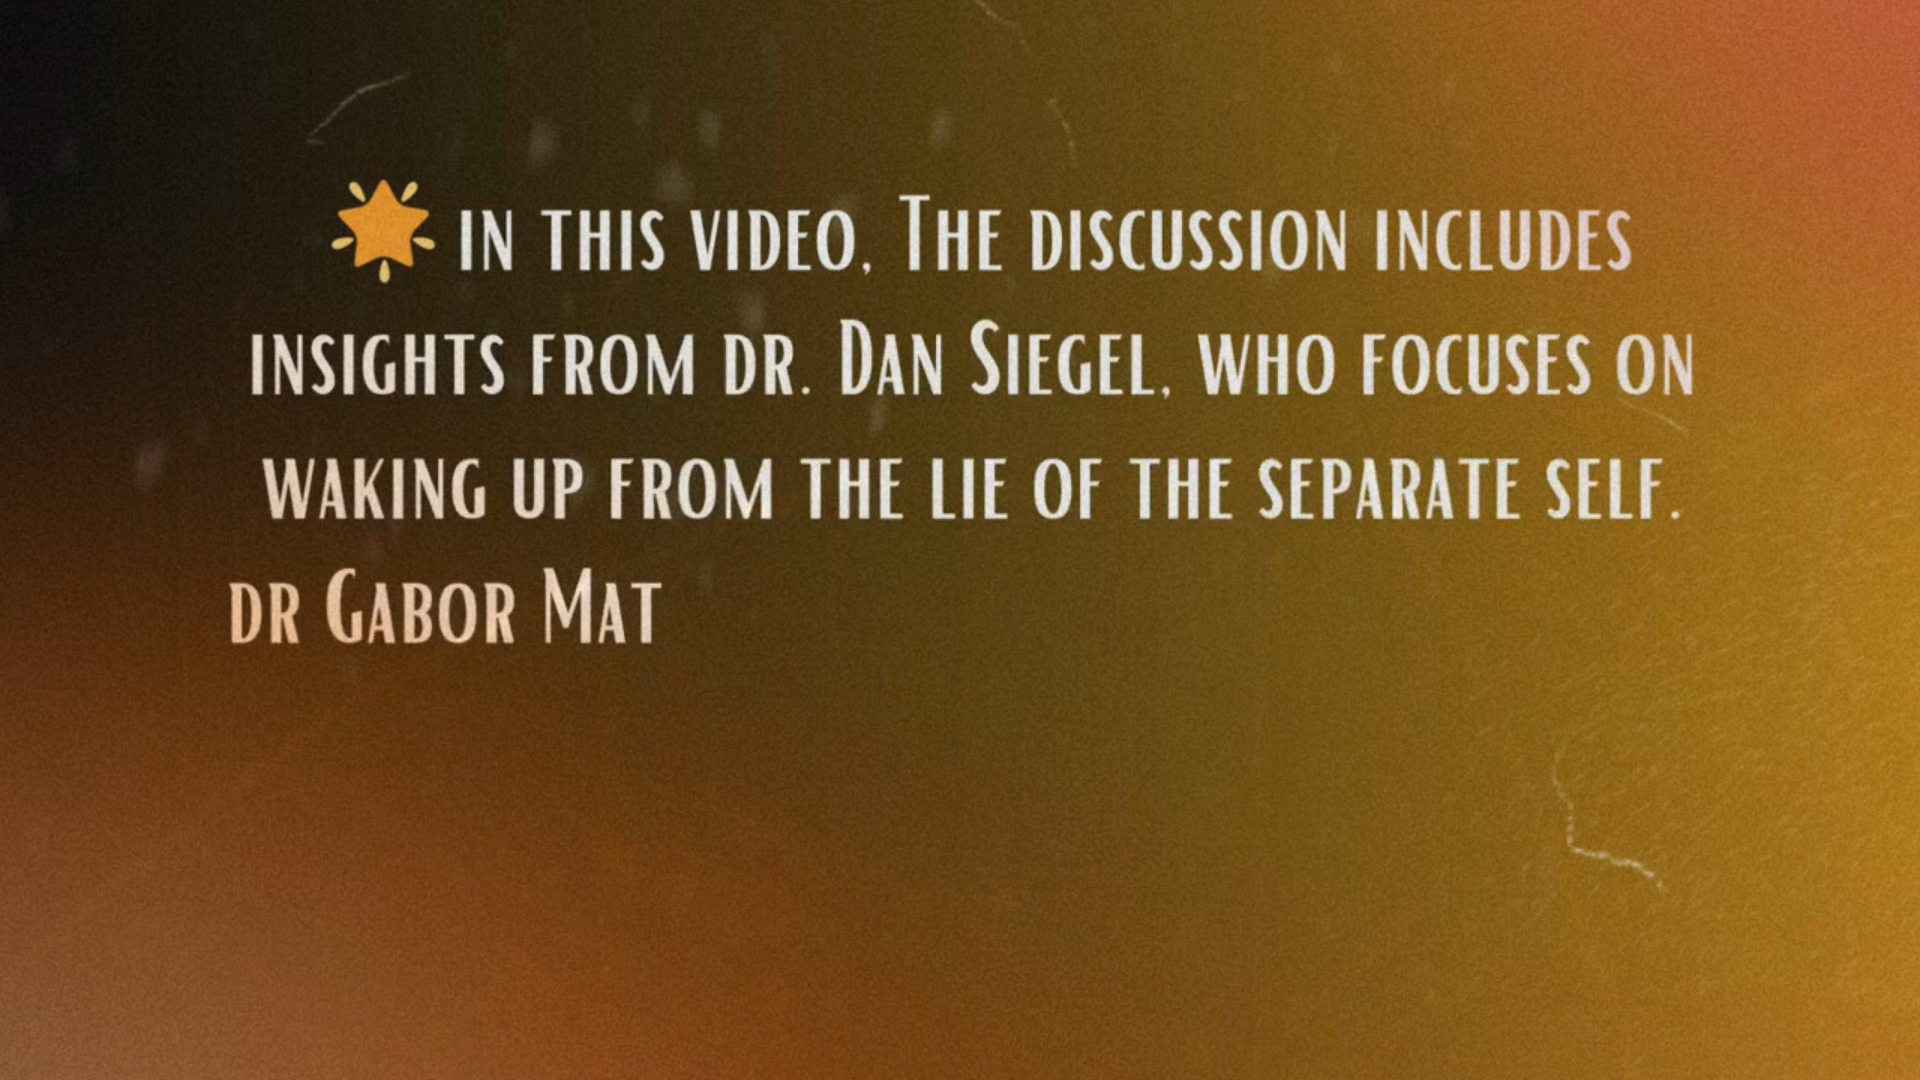 🌟 in this video, The discussion includes
insights from dr. Dan Siegel, who focuses on
waking up from the lie of the separate self.
dr Gabor Mat